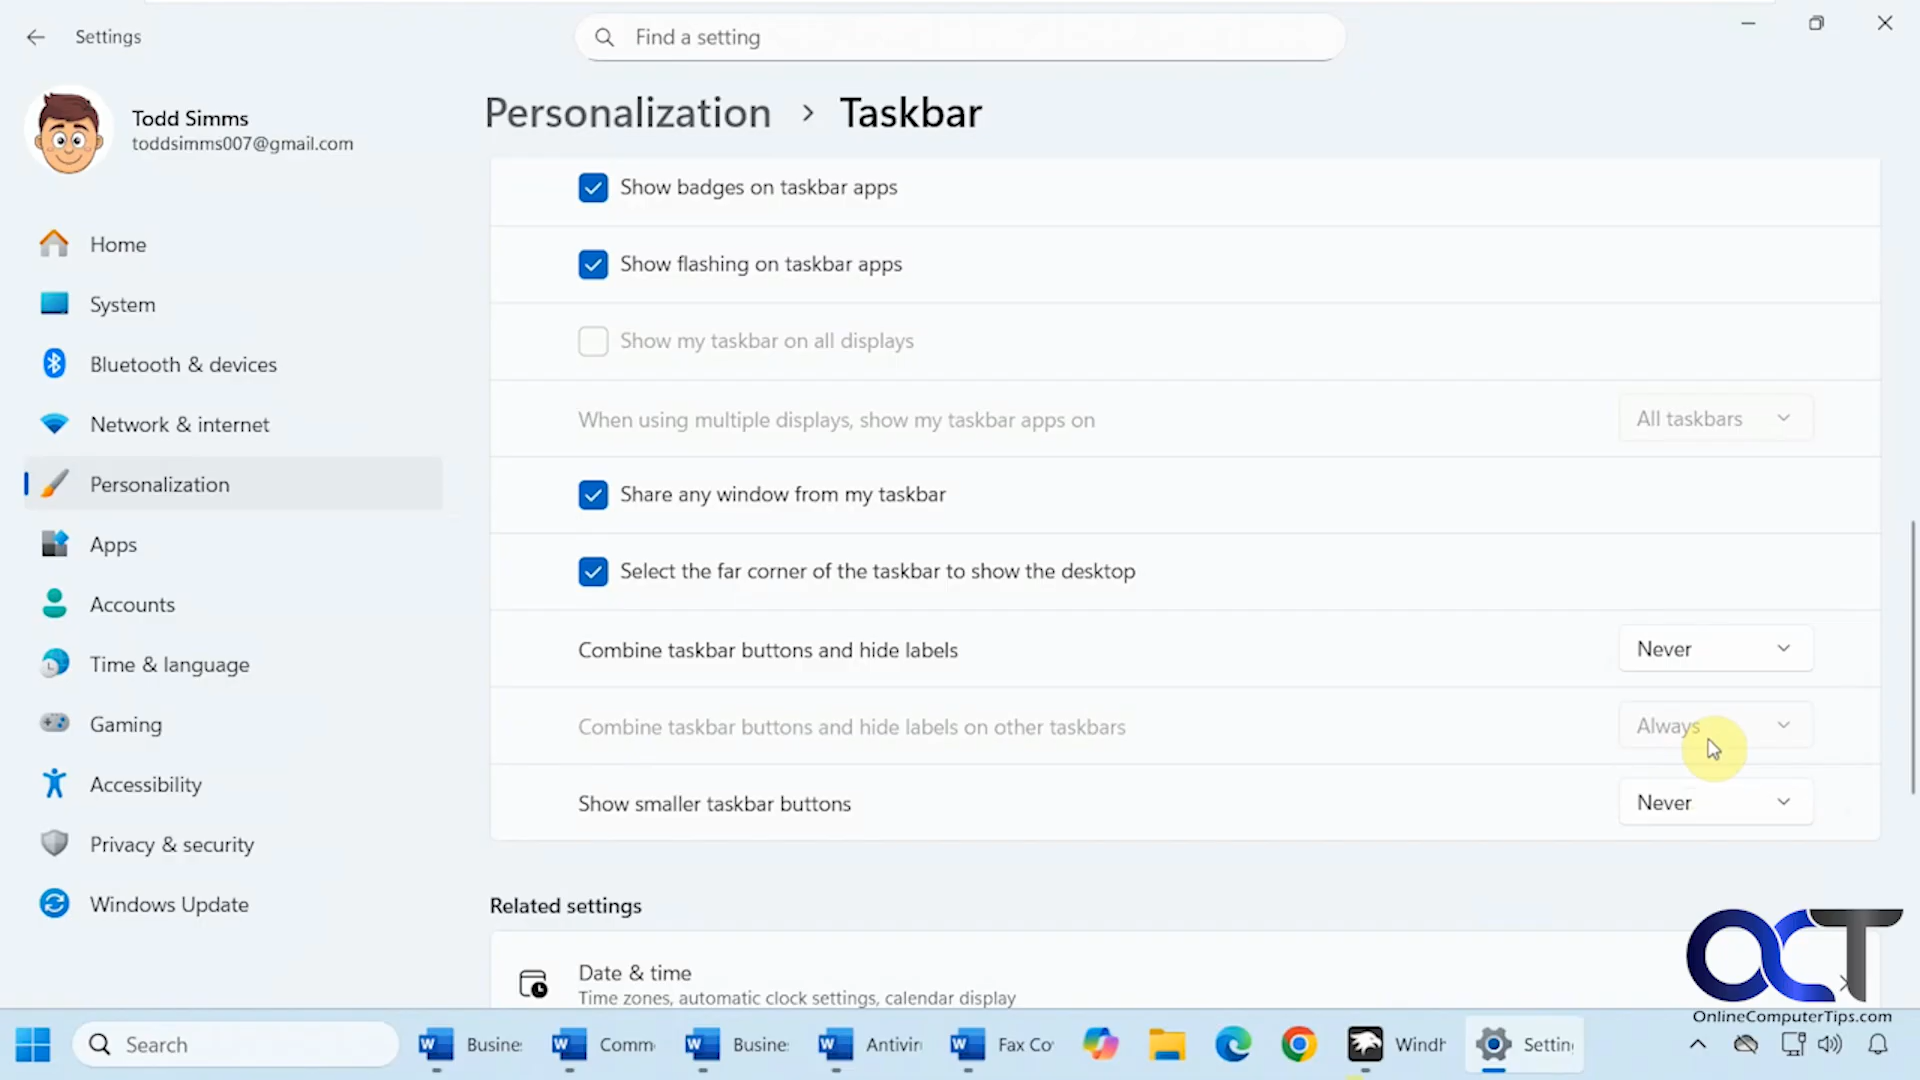 Settings
Find a setting
Todd Simms
toddsimms007@gmail.com
Home
System
Bluetooth & devices
Network & internet
Personalization
Apps
Accounts
Time & language
Gaming
Accessibility
Privacy & security
Windows Update
Personalization > Taskbar
Show badges on taskbar apps
Show flashing on taskbar apps
Show my taskbar on all displays
When using multiple displays, show my taskbar apps on
All taskbars
Share any window from my taskbar
Select the far corner of the taskbar to show the desktop
Combine taskbar buttons and hide labels
Never
Combine taskbar buttons and hide labels on other taskbars
Always
Show smaller taskbar buttons
Never
Related settings
Date & time
Time zones, automatic clock settings, calendar display
OCT
OnlineComputerTips.com
Search
Busine
Comm
Busine
Antivir
Fax Co
Windh
Settin